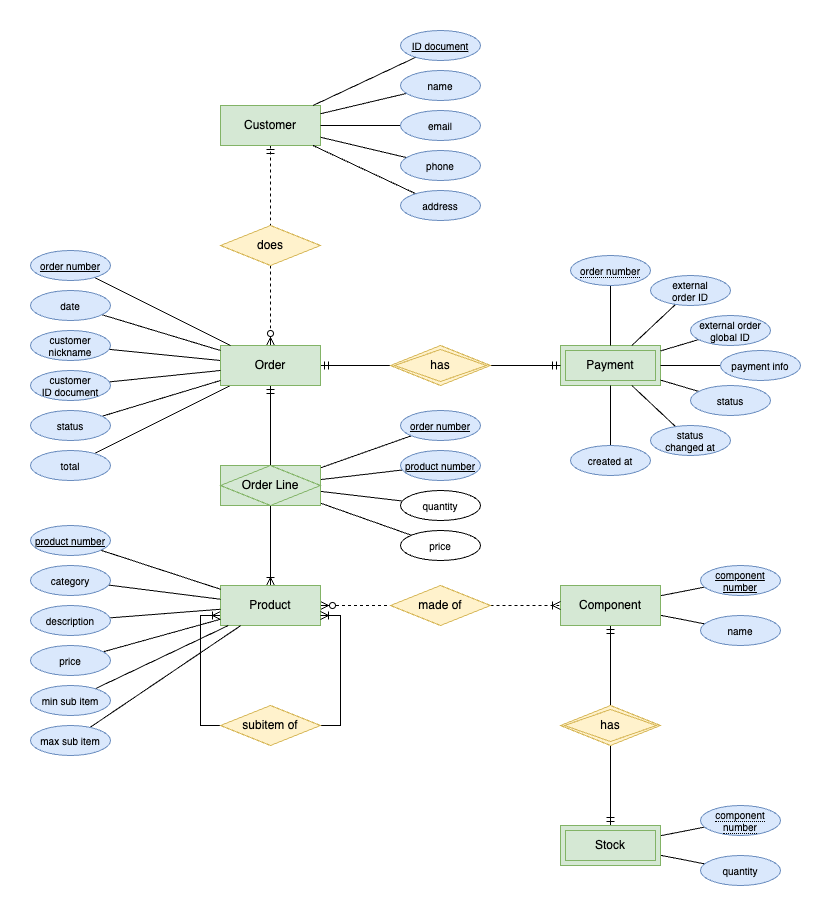 ID document
name
Customer
email
phone
address
does
order number
date
customer
nickname
customer
ID document
status
total
Order
has
Payment
order number
external
order ID
external order
global ID
payment info
status
status
changed at
created at
Order Line
order number
product number
quantity
price
product number
category
description
price
min sub item
max sub item
Product
made of
Component
component
number
name
subitem of
has
Stock
component
number
quantity